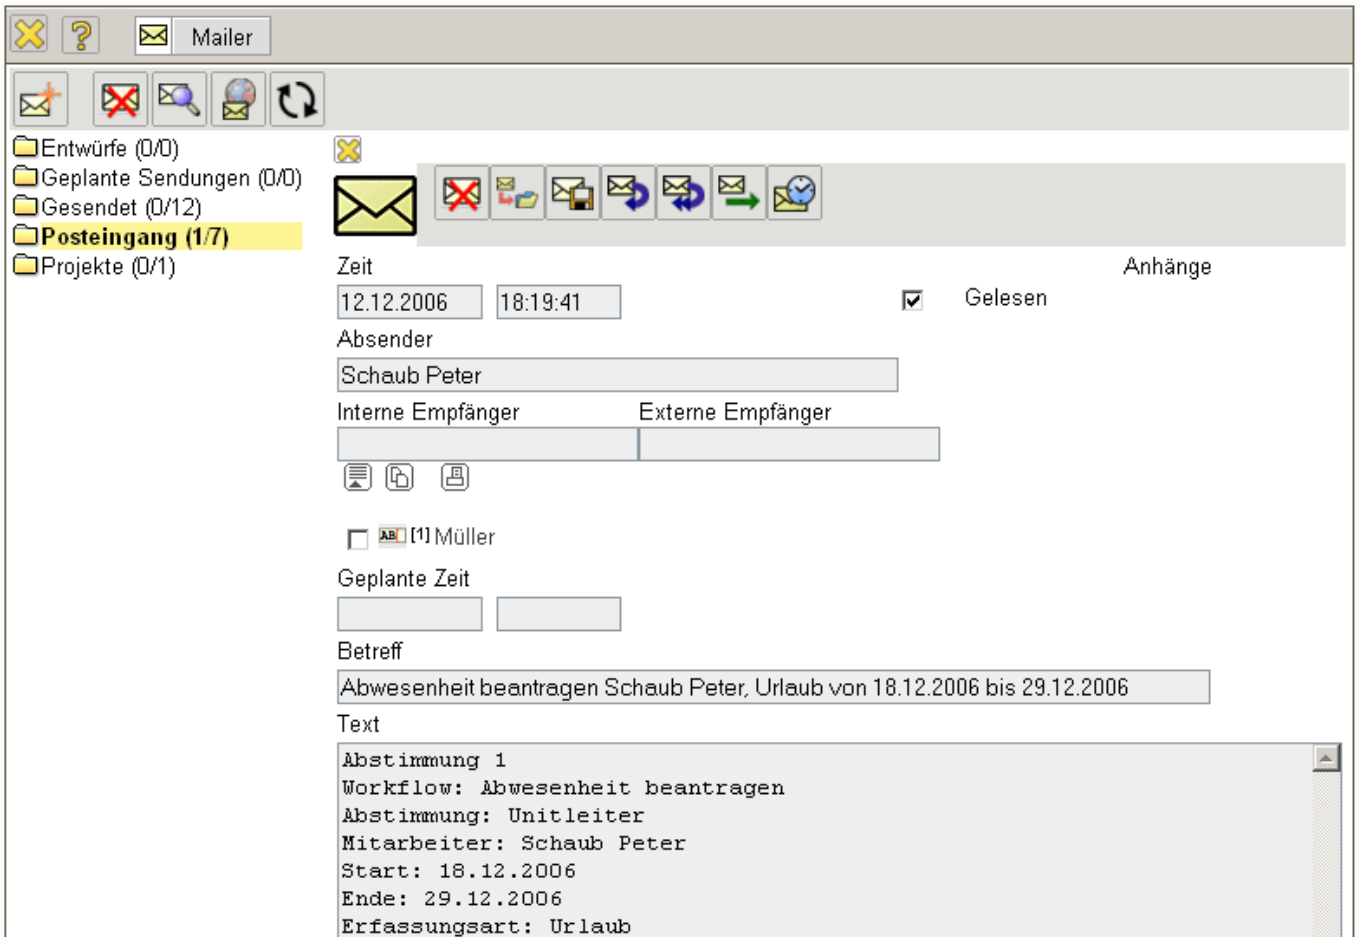 Mailer
Entwürfe (0/0)
Geplante Sendungen (0/0)
Gesendet (0/12)
Posteingang (1/7)
Projekte (0/1)
Zeit
Anhänge
12.12.2006 18:19:41
Gelesen
Absender
Schaub Peter
Interne Empfänger Externe Empfänger
AB [1] Müller
Geplante Zeit
Betreff
Abwesenheit beantragen Schaub Peter, Urlaub von 18.12.2006 bis 29.12.2006
Text
Abstimmung 1
Workflow: Abwesenheit beantragen
Abstimmung: Unitleiter
Mitarbeiter: Schaub Peter
Start: 18.12.2006
Ende: 29.12.2006
Erfassungsart: Urlaub